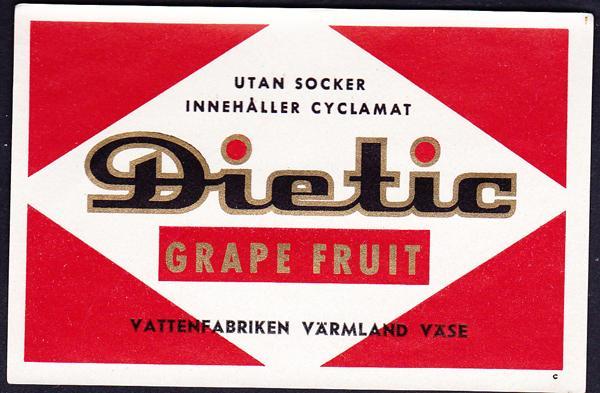 UTAN SOCKER
INNEHÅLLER CYCLAMAT
Dietic
GRAPE FRUIT
VATTENFABRIKEN VÄRMLAND VÄSE
C